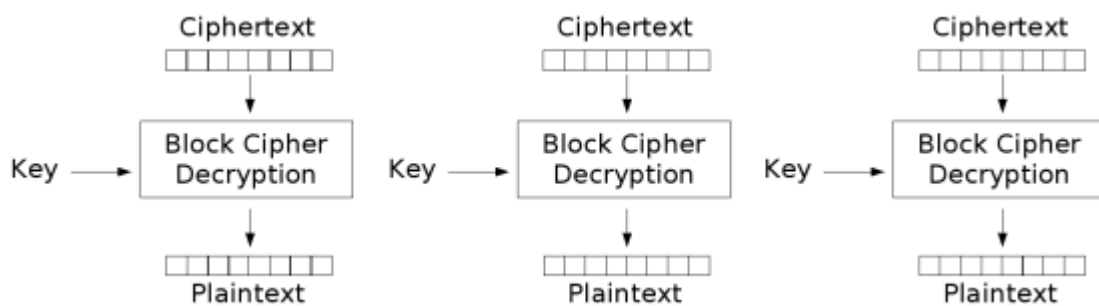 Ciphertext Ciphertext Ciphertext
Block Cipher Block Cipher Block Cipher
Key Key Key
Decryption Decryption Decryption
Plaintext Plaintext Plaintext